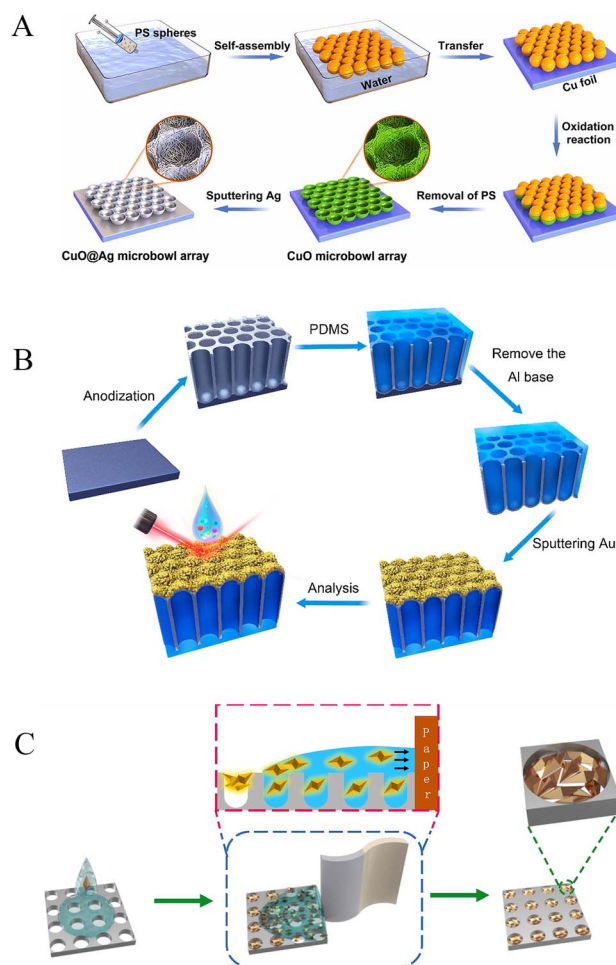 A
PS spheres
Self-assembly
Water
Transfer
Cu foil
Oxidation
reaction
Removal of PS
CuO microbowl array
Sputtering Ag
CuO@Ag microbowl array
B
Anodization
PDMS
Remove the
Al base
Sputtering Au
Analysis
C
Paper